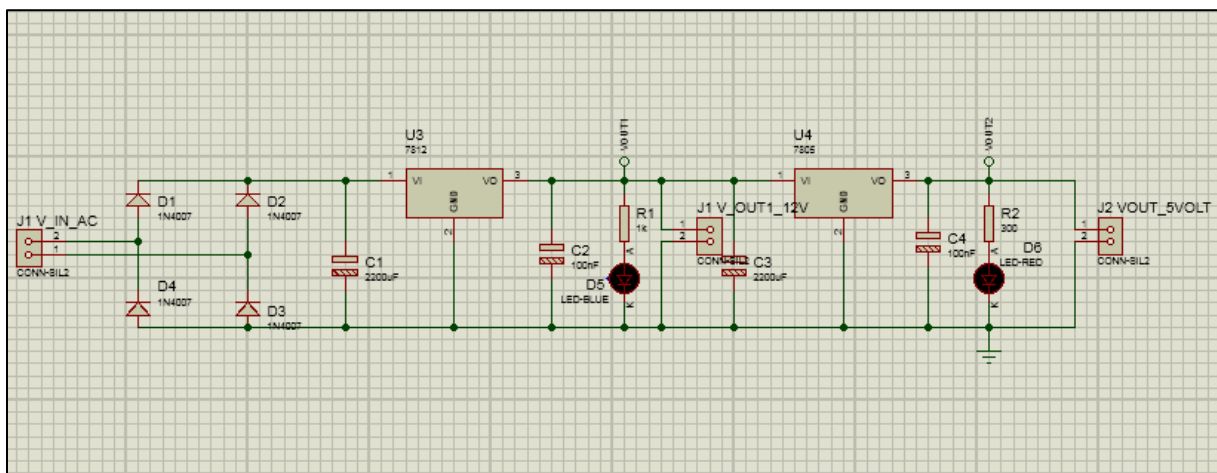 VOUT1
VOUT2
U3
7812
U4
7805
1
VI
VO
3
GND
2
1
VI
VO
3
GND
2
D1
1N4007
D2
1N4007
J1 V_IN_AC
2
1
CONN-SIL2
D4
1N4007
D3
1N4007
C1
2200uF
C2
100nF
R1
1k
A
D5
LED-BLUE
K
J1 V_OUT1_12V
1
2
CONN-SIL2
C3
2200uF
C4
100nF
R2
300
A
D6
LED-RED
K
J2 VOUT_5VOLT
1
2
CONN-SIL2